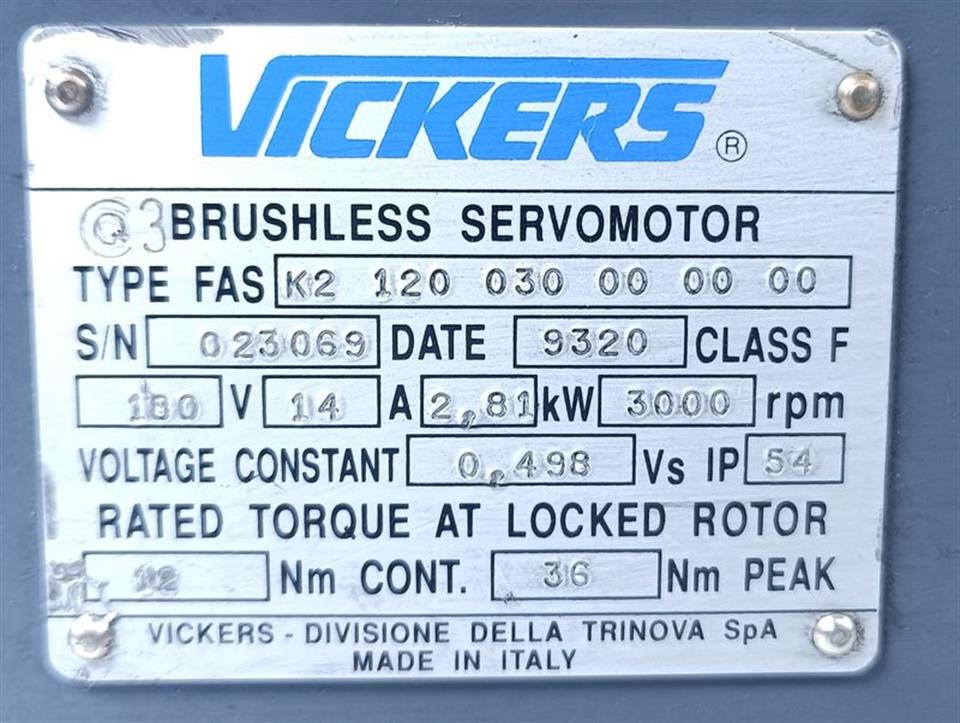 VICKERS ®
Q3 BRUSHLESS SERVOMOTOR
TYPE FAS K2 120 030 00 00 00
S/N 023069 DATE 9320 CLASS F
180 V 14 A 2,81 kW 3000 rpm
VOLTAGE CONSTANT 0,498 Vs IP 54
RATED TORQUE AT LOCKED ROTOR
12 Nm CONT. 36 Nm PEAK
VICKERS - DIVISIONE DELLA TRINOVA SpA
MADE IN ITALY